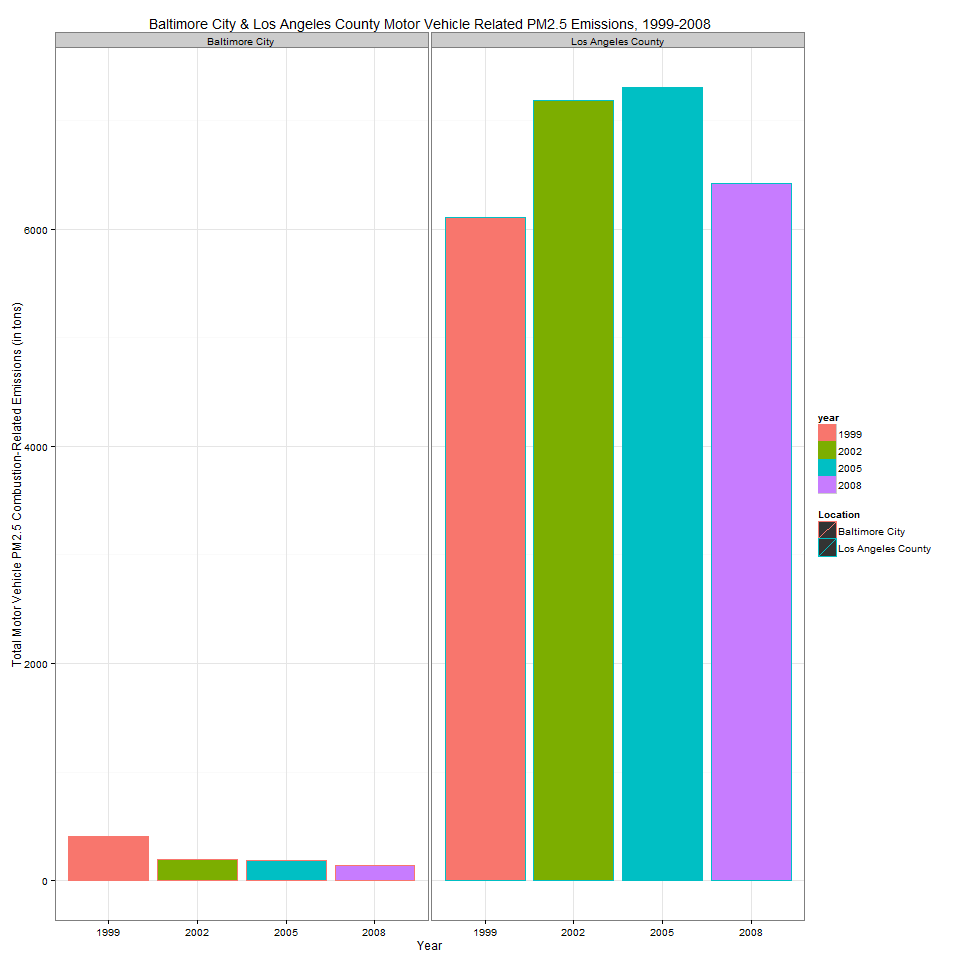 Baltimore City & Los Angeles County Motor Vehicle Related PM2.5 Emissions, 1999-2008
Baltimore City
Los Angeles County
Total Motor Vehicle PM2.5 Combustion-Related Emissions (in tons)
6000
4000
2000
0
1999
2002
2005
2008
1999
2002
2005
2008
Year
year
1999
2002
2005
2008
Location
Baltimore City
Los Angeles County